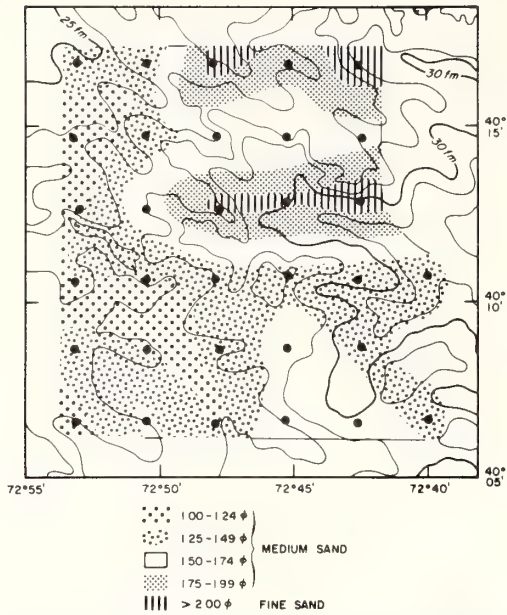 25 fm
30 fm
30 fm
40° 15'
40° 10'
40° 05'
72° 55' 72° 50' 72° 45' 72° 40'
1 00 - 1 24 ϕ
1 25 - 1 49 ϕ
1 50 - 1 74 ϕ
1 75 - 1 99 ϕ
MEDIUM SAND
> 2 00 ϕ FINE SAND